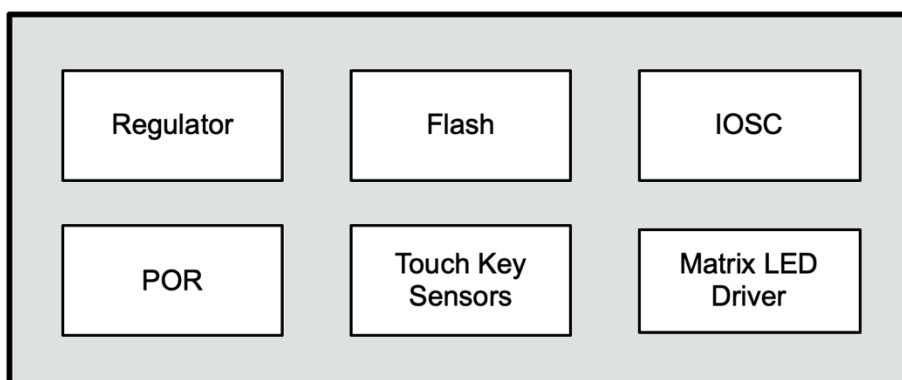 Regulator
Flash
IOSC
POR
Touch Key
Sensors
Matrix LED
Driver